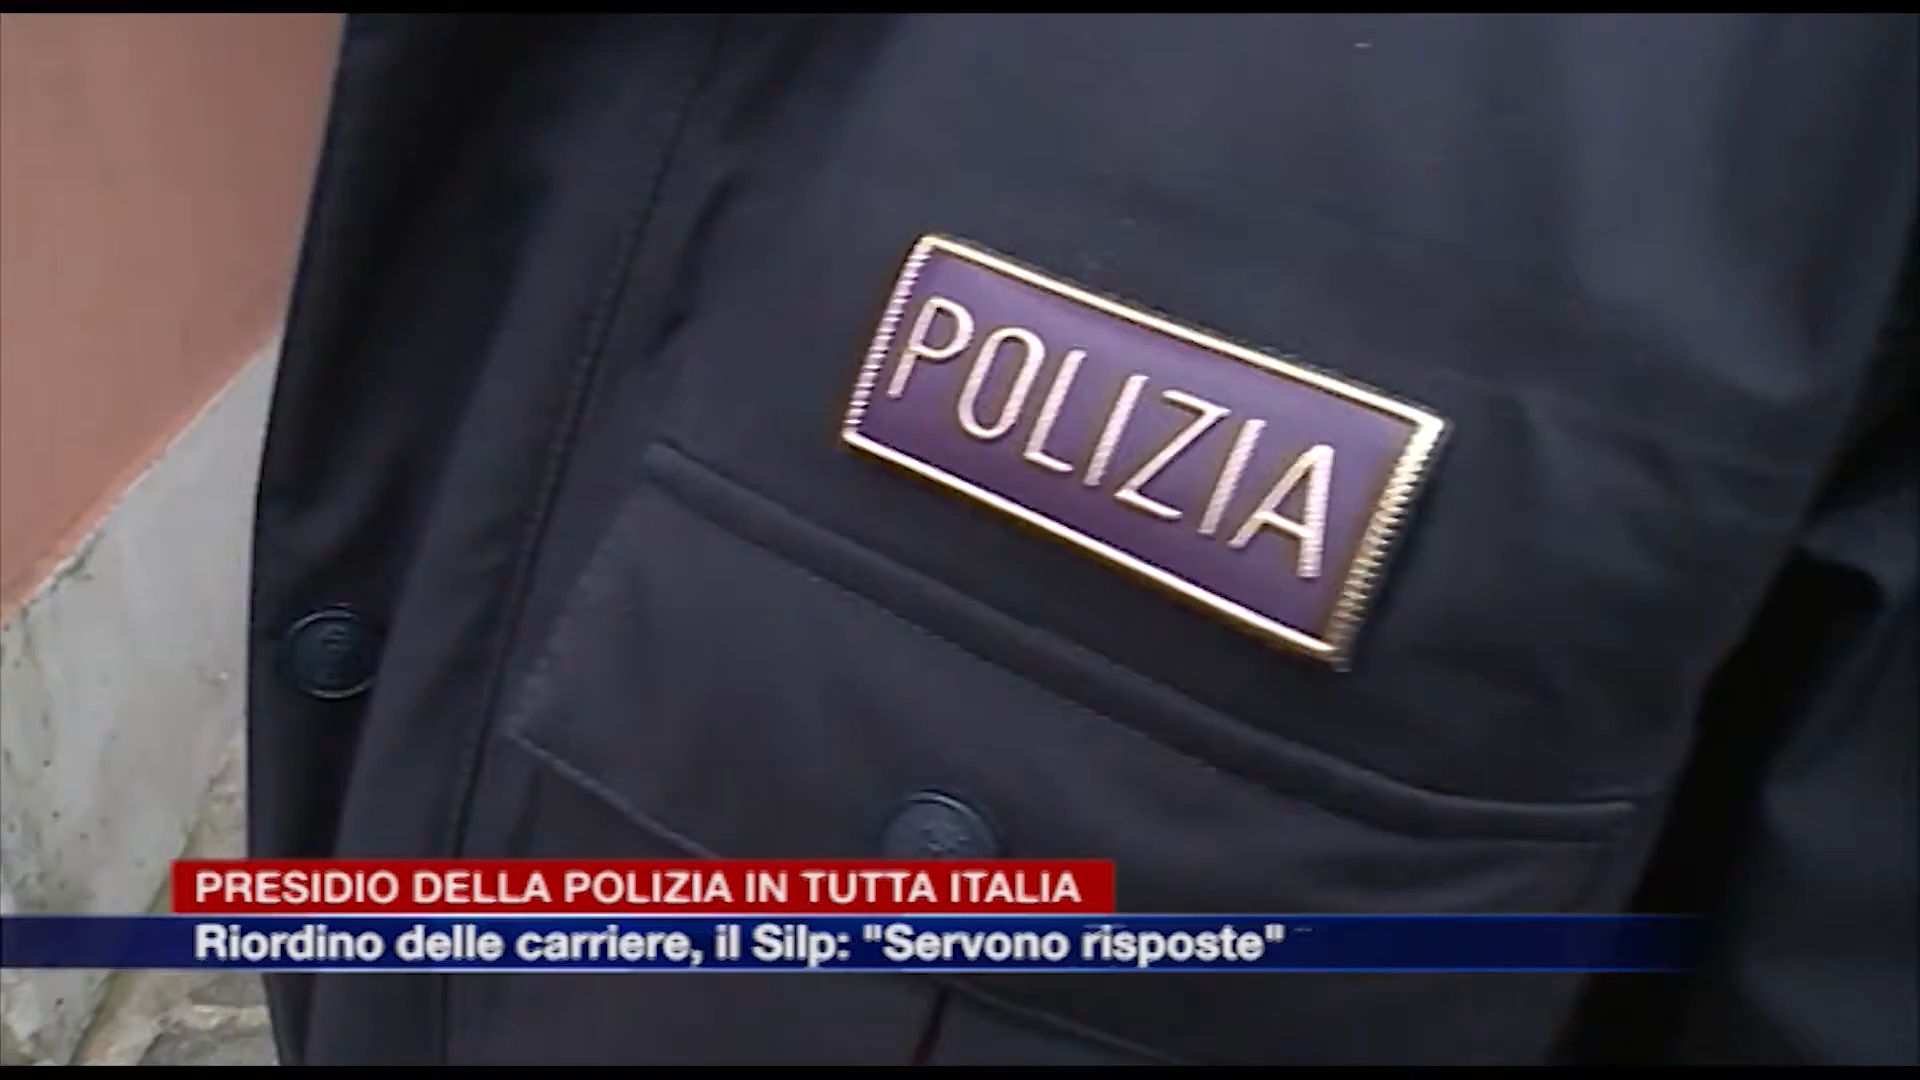 POLIZIA
PRESIDIO DELLA POLIZIA IN TUTTA ITALIA
Riordino delle carriere, il Silp: "Servono risposte"